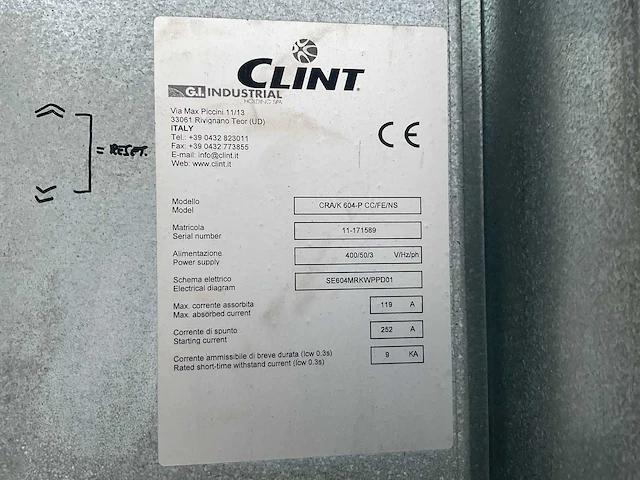 CLINT
G.I. INDUSTRIAL
HOLDING SPA
Via Max Piccini 11/13
33061 Rivignano Teor (UD)
ITALY
Tel.: +39 0432 823011
Fax: +39 0432 773855
E-mail: info@clint.it
Web: www.clint.it
CE
= RESET.
Modello
Model
CRA/K 604-P CC/FE/NS
Matricola
Serial number
11-171589
Alimentazione
Power supply
400/50/3 V/Hz/ph
Schema elettrico
Electrical diagram
SE604MRKWPPD01
Max. corrente assorbita
Max. absorbed current
119 A
Corrente di spunto
Starting current
252 A
Corrente ammissibile di breve durata (Icw 0.3s)
Rated short-time withstand current (Icw 0.3s)
9 KA